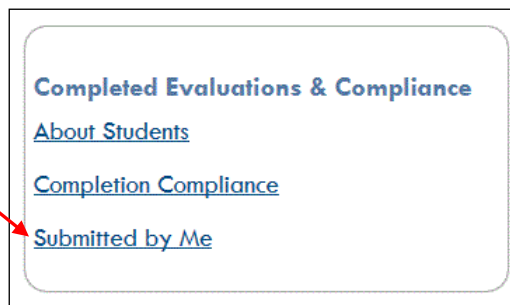 Completed Evaluations & Compliance
About Students
Completion Compliance
Submitted by Me